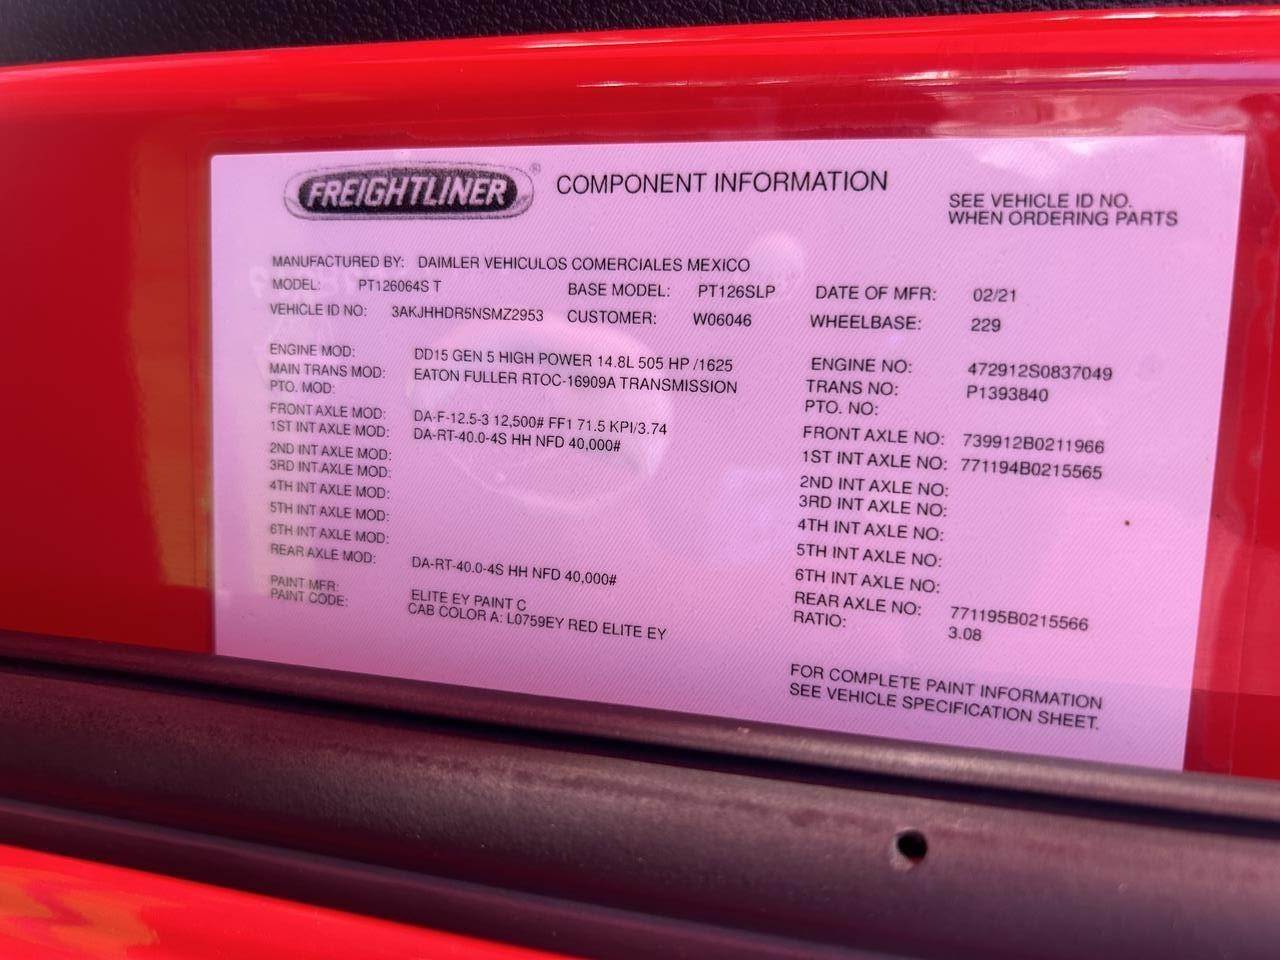 FREIGHTLINER®
COMPONENT INFORMATION
SEE VEHICLE ID NO.
WHEN ORDERING PARTS
MANUFACTURED BY: DAIMLER VEHICULOS COMERCIALES MEXICO
MODEL: PT126064S T BASE MODEL: PT126SLP DATE OF MFR: 02/21
VEHICLE ID NO: 3AKJHHDR5NSMZ2953 CUSTOMER: W06046 WHEELBASE: 229
ENGINE MOD: DD15 GEN 5 HIGH POWER 14.8L 505 HP /1625 ENGINE NO: 472912S0837049
MAIN TRANS MOD: EATON FULLER RTOC-16909A TRANSMISSION TRANS NO: P1393840
PTO. MOD: PTO. NO:
FRONT AXLE MOD: DA-F-12.5-3 12,500# FF1 71.5 KPI/3.74 FRONT AXLE NO: 739912B0211966
1ST INT AXLE MOD: DA-RT-40.0-4S HH NFD 40,000# 1ST INT AXLE NO: 771194B0215565
2ND INT AXLE MOD: 2ND INT AXLE NO:
3RD INT AXLE MOD: 3RD INT AXLE NO:
4TH INT AXLE MOD: 4TH INT AXLE NO:
5TH INT AXLE MOD: 5TH INT AXLE NO:
6TH INT AXLE MOD: 6TH INT AXLE NO:
REAR AXLE MOD: DA-RT-40.0-4S HH NFD 40,000# REAR AXLE NO: 771195B0215566
RATIO: 3.08
PAINT MFR: ELITE EY PAINT C
PAINT CODE: CAB COLOR A: L0759EY RED ELITE EY
FOR COMPLETE PAINT INFORMATION
SEE VEHICLE SPECIFICATION SHEET.